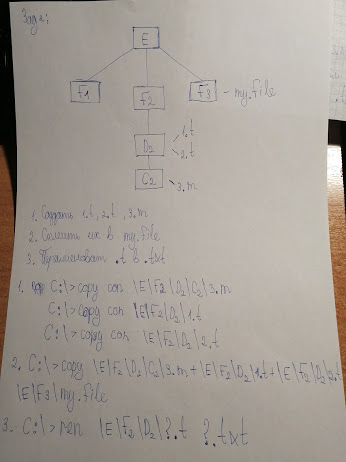 Задача:
E
F1 F2 F3 - my.file
D2 1.t
2.t
C2 3.m
1. Создать 1.t, 2.t, 3.m
2. Слить их в my.file
3. Переименоват .t в .txt
1. C:\>copy con \E\F2\D2\C2\3.m
C:\>copy con \E\F2\D2\1.t
C:\>copy con \E\F2\D2\2.t
2. C:\>copy \E\F2\D2\C2\3.m+\E\F2\D2\1.t+\E\F2\D2\2.t
\E\F3\my.file
3. C:\>ren \E\F2\D2\?.t ?.txt